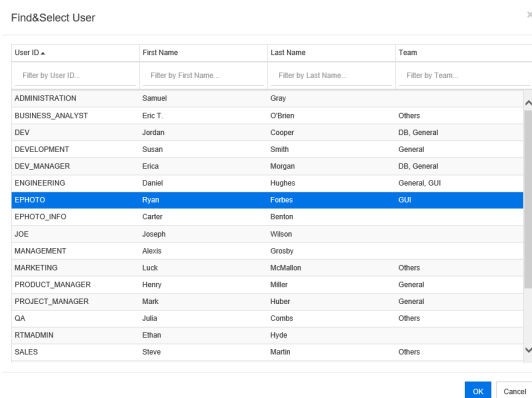 Find&Select User ×
User ID First Name Last Name Team
Filter by User ID... Filter by First Name... Filter by Last Name... Filter by Team...
ADMINISTRATION Samuel Gray
BUSINESS_ANALYST Eric T. O'Brien Others
DEV Jordan Cooper DB, General
DEVELOPMENT Susan Smith General
DEV_MANAGER Erica Morgan DB, General
ENGINEERING Daniel Hughes General, GUI
EPHOTO Ryan Forbes GUI
EPHOTO_INFO Carter Benton
JOE Joseph Wilson
MANAGEMENT Alexis Grosby
MARKETING Luck McMallon Others
PRODUCT_MANAGER Henry Miller General
PROJECT_MANAGER Mark Huber General
QA Julia Combs Others
RTMADMIN Ethan Hyde
SALES Steve Martin Others
OK Cancel